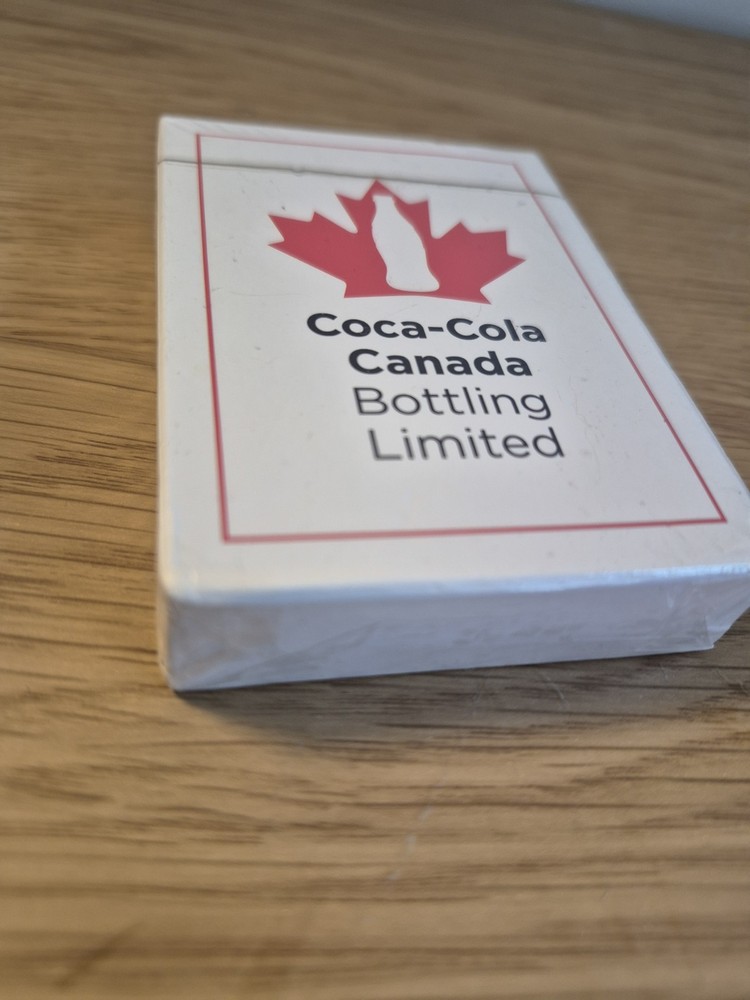 Coca-Cola
Canada
Bottling
Limited